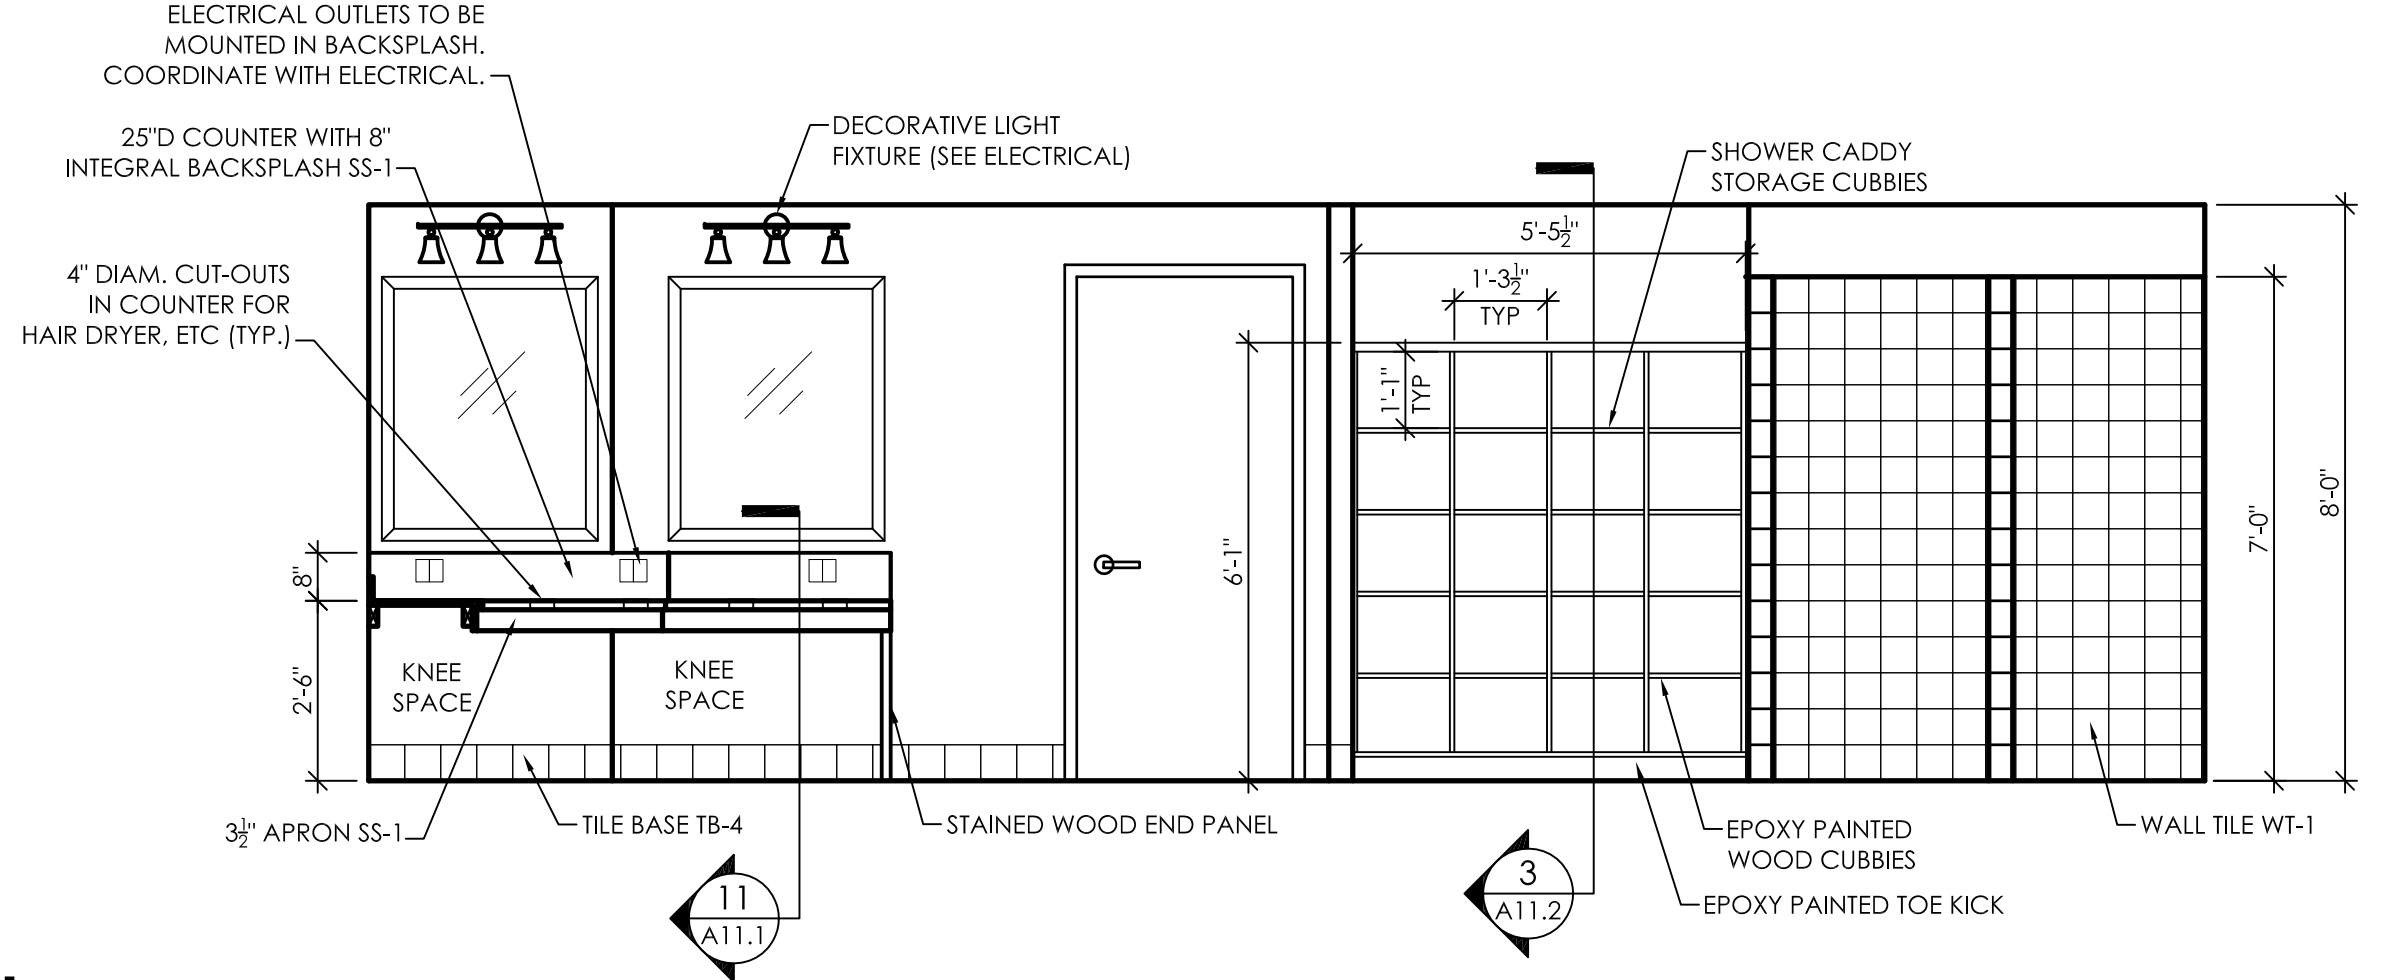 ELECTRICAL OUTLETS TO BE
MOUNTED IN BACKSPLASH.
COORDINATE WITH ELECTRICAL.
25"D COUNTER WITH 8"
INTEGRAL BACKSPLASH SS-1
4" DIAM. CUT-OUTS
IN COUNTER FOR
HAIR DRYER, ETC (TYP.)
DECORATIVE LIGHT
FIXTURE (SEE ELECTRICAL)
SHOWER CADDY
STORAGE CUBBIES
5'-5½"
1'-3½"
TYP
1'-1"
TYP
6'-1"
8'-0"
7'-0"
8"
2'-6"
KNEE
SPACE
KNEE
SPACE
3½" APRON SS-1
TILE BASE TB-4
STAINED WOOD END PANEL
EPOXY PAINTED
WOOD CUBBIES
EPOXY PAINTED TOE KICK
WALL TILE WT-1
11
A11.1
3
A11.2